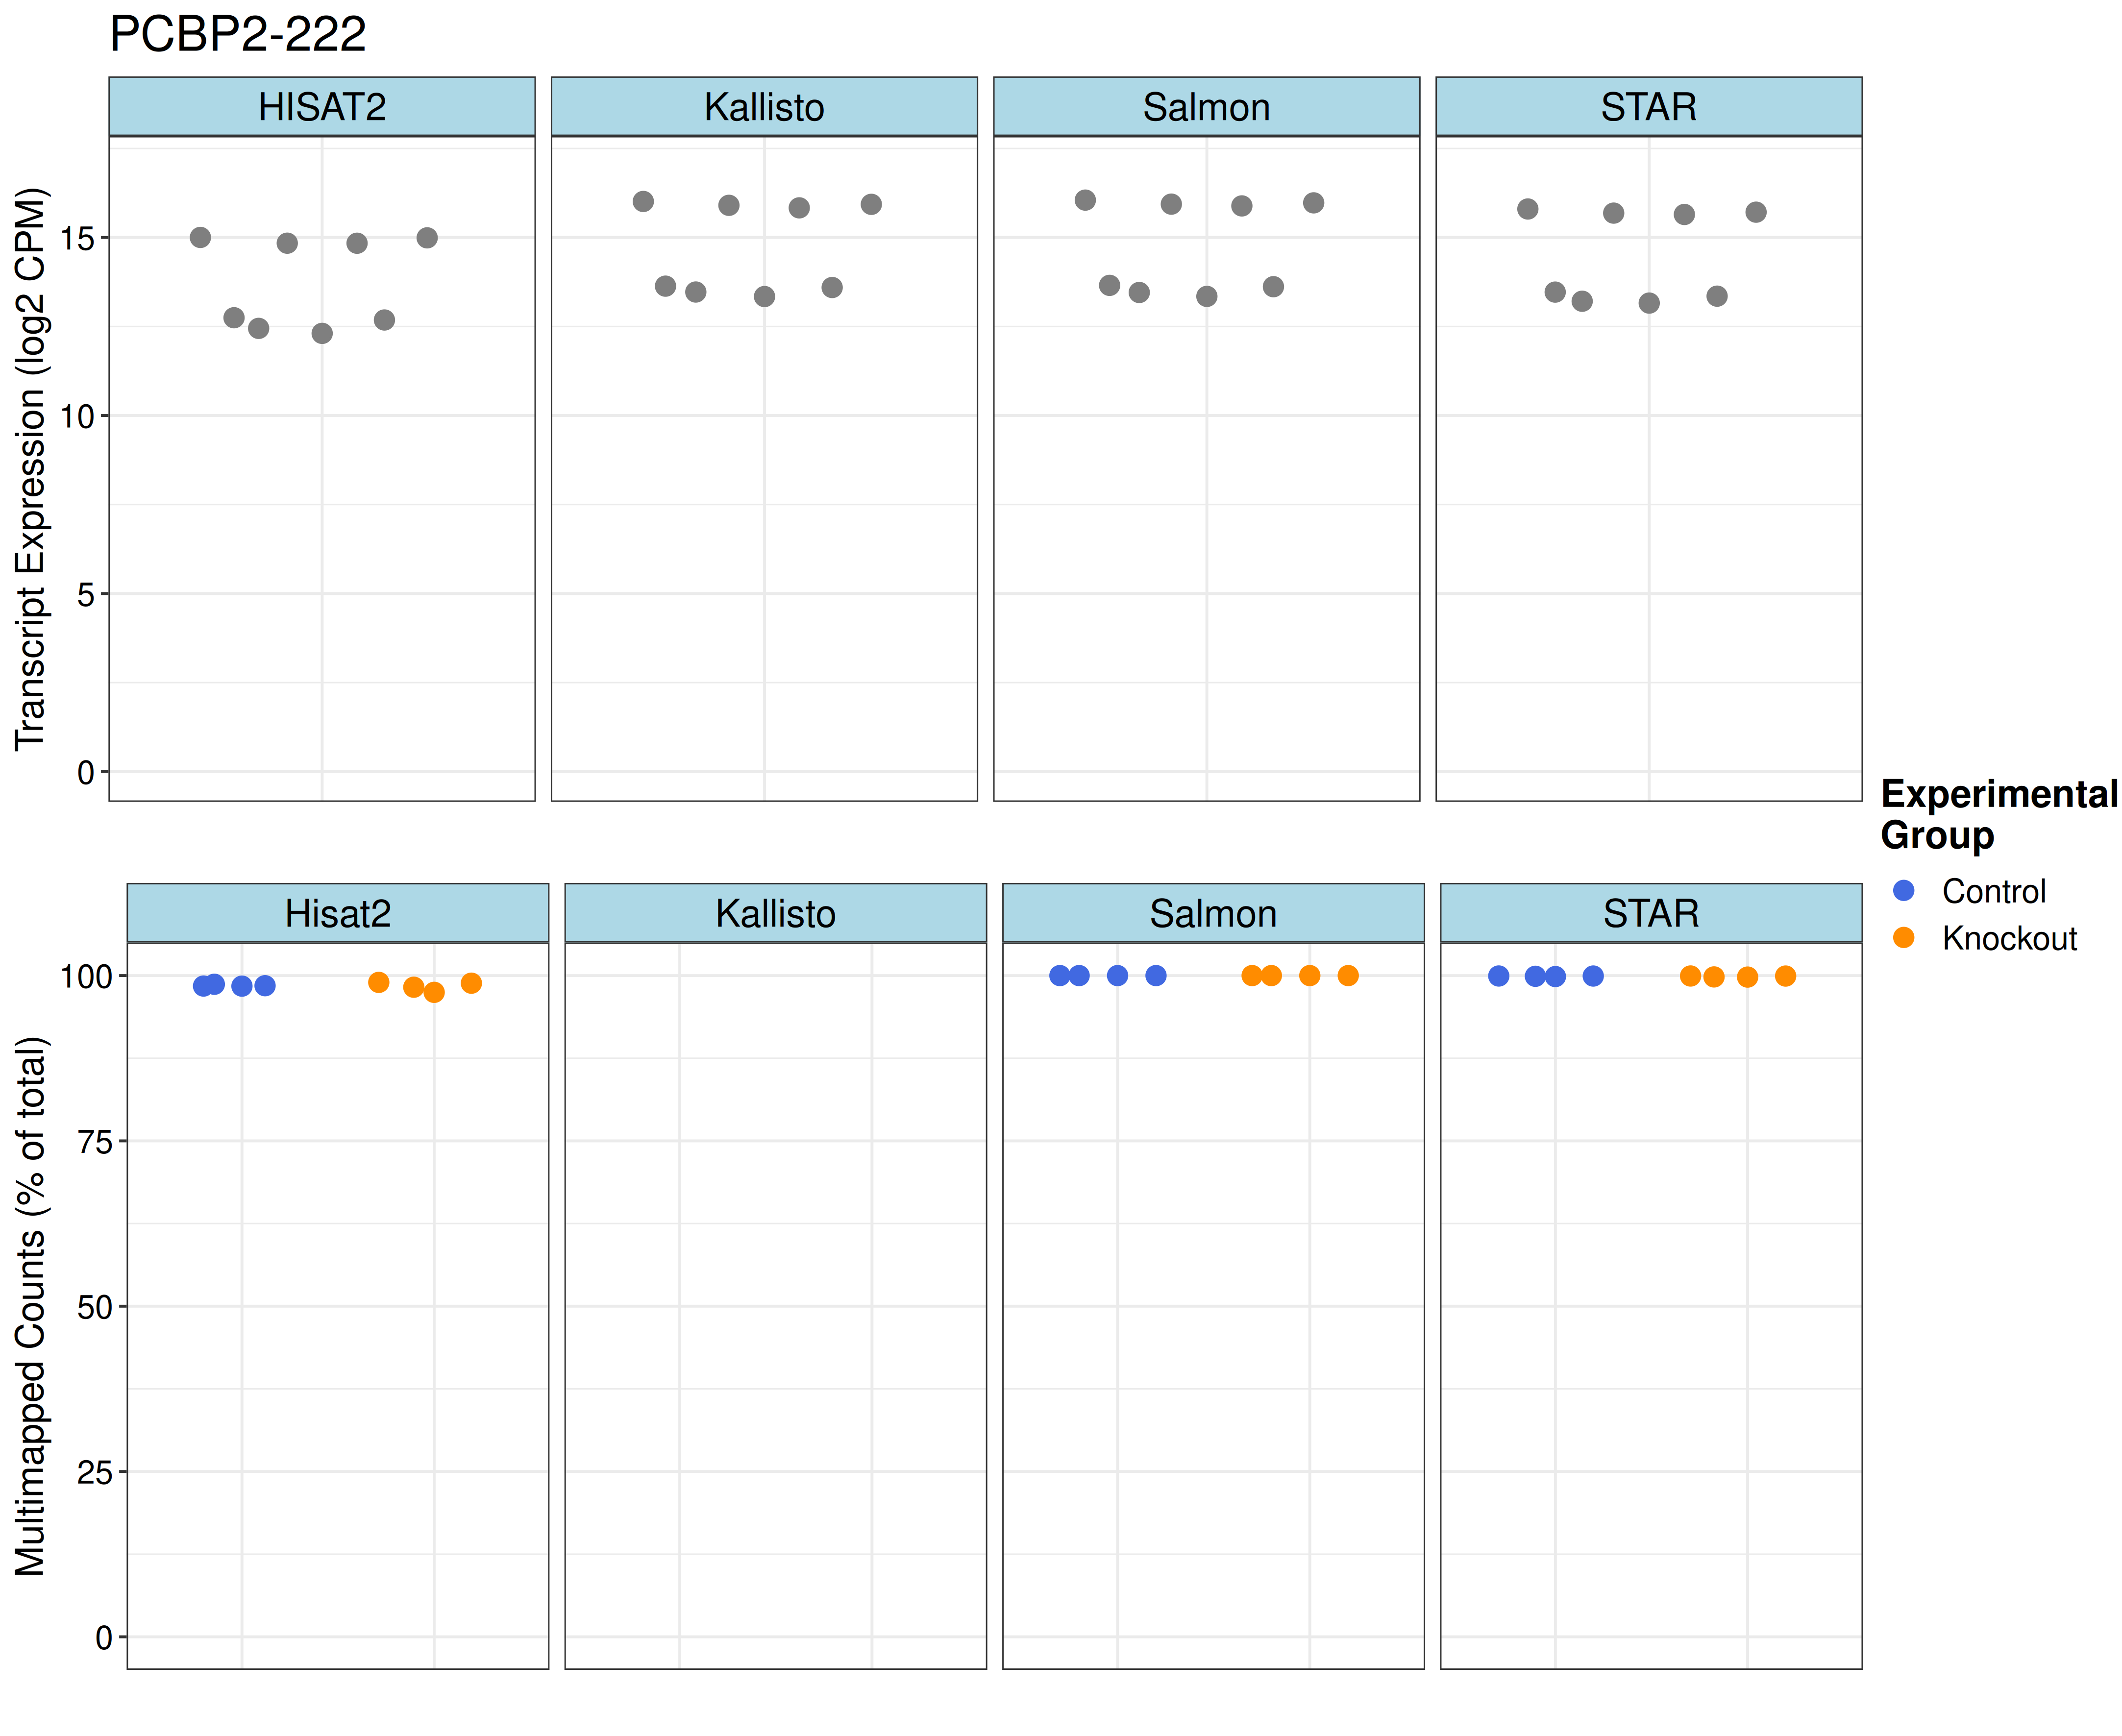 PCBP2-222
HISAT2 Kallisto Salmon STAR
Transcript Expression (log2 CPM)
15
10
5
0
Experimental
Group
Control
Knockout
Hisat2 Kallisto Salmon STAR
Multimapped Counts (% of total)
100
75
50
25
0